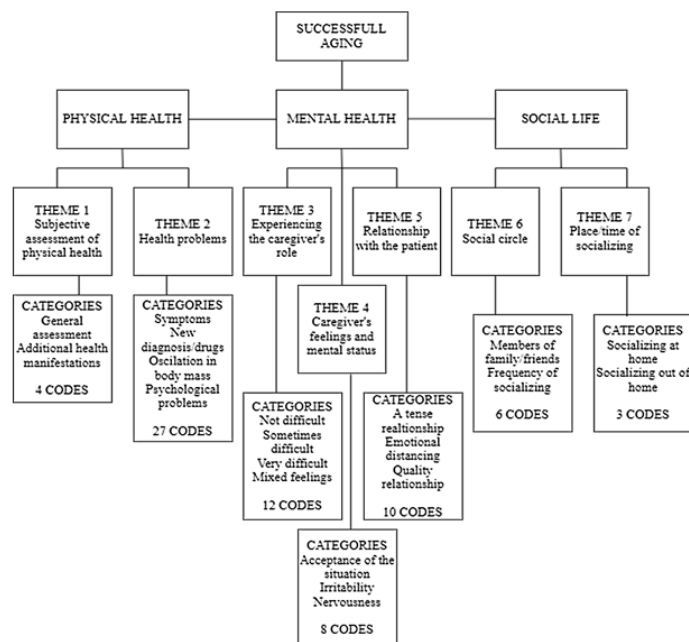 SUCCESSFULL
AGING
PHYSICAL HEALTH
MENTAL HEALTH
SOCIAL LIFE
THEME 1
Subjective
assessment of
physical health
THEME 2
Health problems
THEME 3
Experiencing
the caregiver's
role
THEME 4
Caregiver's
feelings and
mental status
THEME 5
Relationship
with the patient
THEME 6
Social circle
THEME 7
Place/time of
socializing
CATEGORIES
General
assessment
Additional health
manifestations
4 CODES
CATEGORIES
Symptoms
New
diagnosis/drugs
Oscilation in
body mass
Psychological
problems
27 CODES
CATEGORIES
Not difficult
Sometimes
difficult
Very difficult
Mixed feelings
12 CODES
CATEGORIES
Acceptance of the
situation
Irritability
Nervousness
8 CODES
CATEGORIES
A tense
realtionship
Emotional
distancing
Quality
relationship
10 CODES
CATEGORIES
Members of
family/friends
Frequency of
socializing
6 CODES
CATEGORIES
Socializing at
home
Socializing out of
home
3 CODES